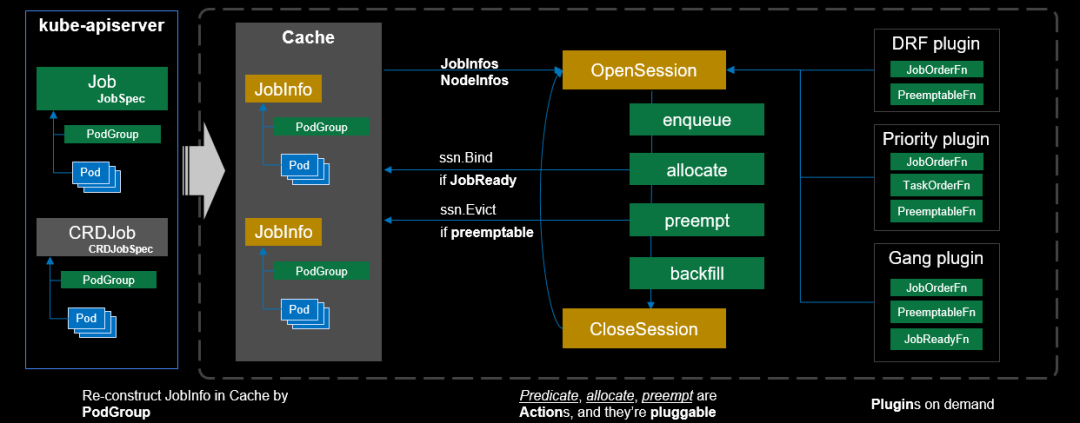 kube-apiserver
Job
JobSpec
PodGroup
Pod
CRDJob
CRDJobSpec
PodGroup
Pod
Cache
JobInfo
PodGroup
Pod
JobInfo
PodGroup
Pod
JobInfos
NodeInfos
ssn.Bind
if JobReady
ssn.Evict
if preemptable
OpenSession
enqueue
allocate
preempt
backfill
CloseSession
DRF plugin
JobOrderFn
PreemptableFn
Priority plugin
JobOrderFn
TaskOrderFn
PreemptableFn
Gang plugin
JobOrderFn
PreemptableFn
JobReadyFn
Re-construct JobInfo in Cache by
PodGroup
Predicate, allocate, preempt are
Actions, and they're pluggable
Plugins on demand